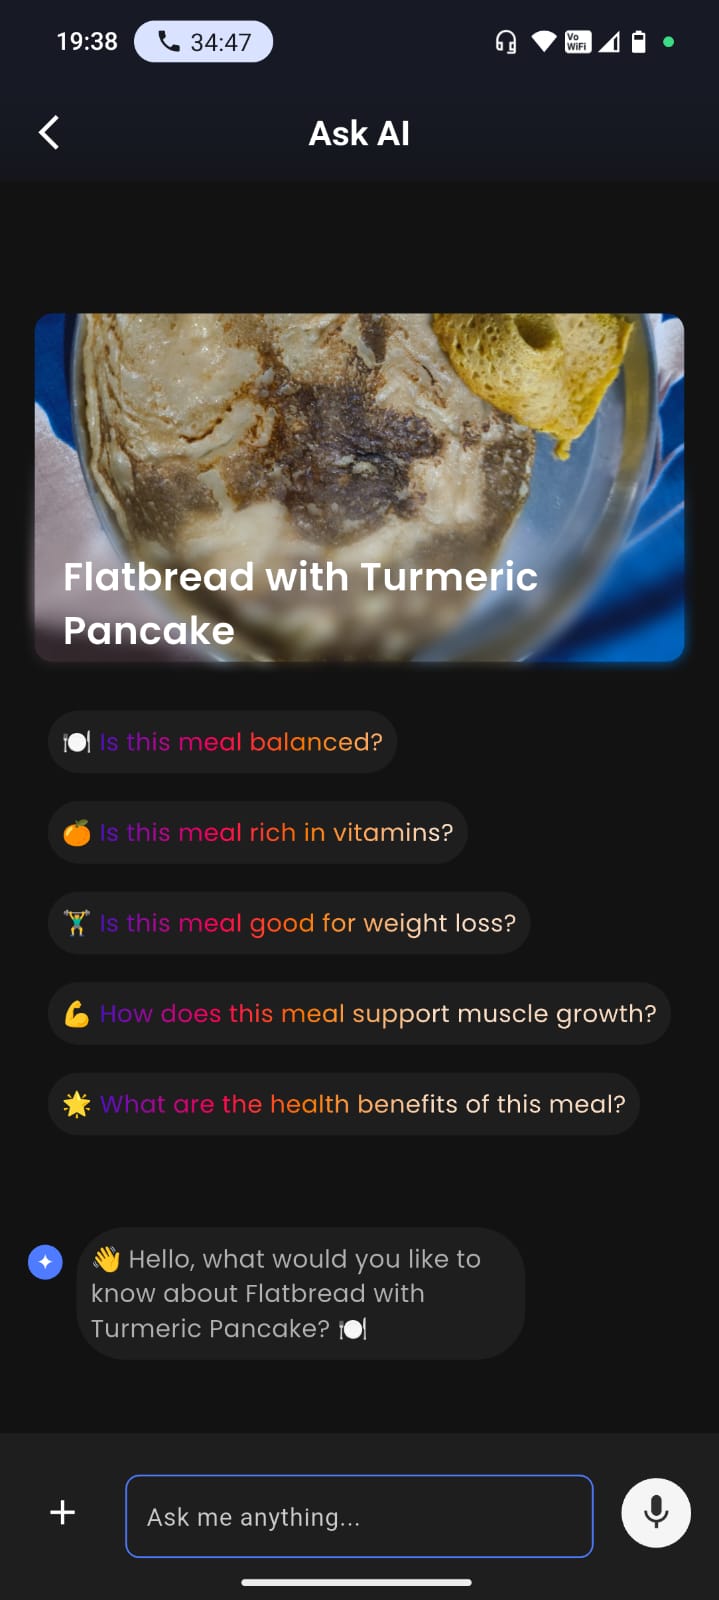 19:38 34:47
Vo
WiFi
Ask AI
Flatbread with Turmeric
Pancake
🍽️ Is this meal balanced?
🍊 Is this meal rich in vitamins?
🏋️ Is this meal good for weight loss?
💪 How does this meal support muscle growth?
🌟 What are the health benefits of this meal?
👋 Hello, what would you like to
know about Flatbread with
Turmeric Pancake? 🍽️
Ask me anything...